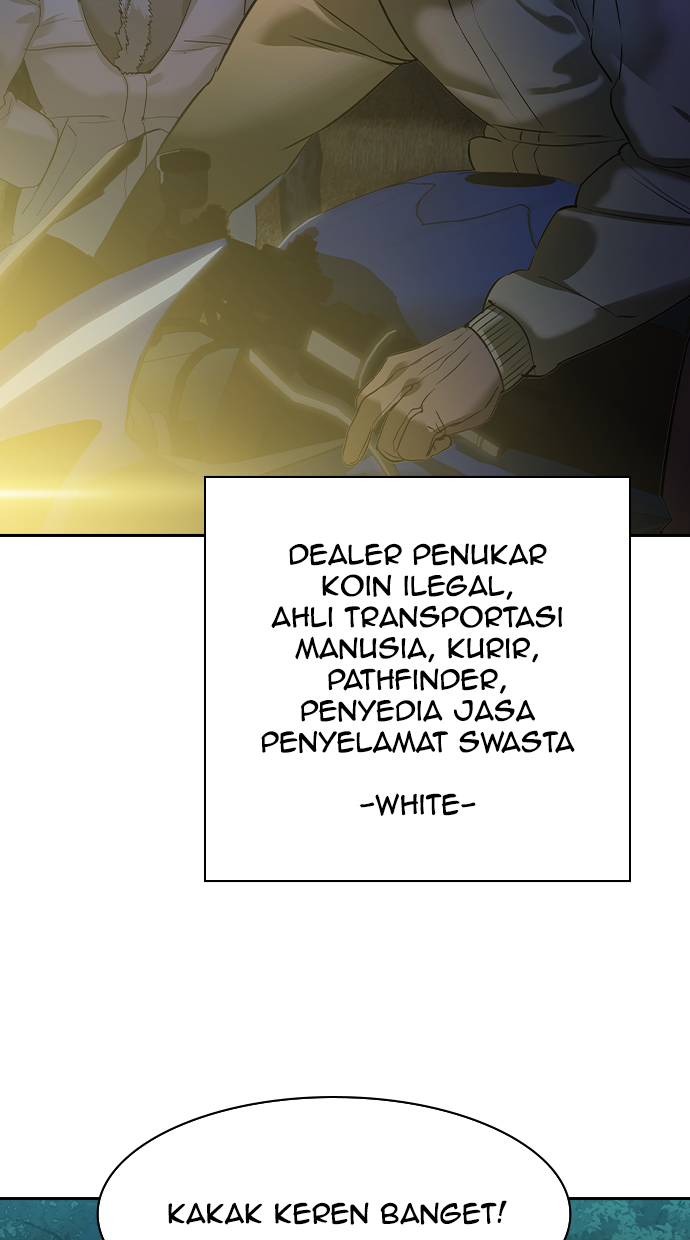 DEALER PENUKAR
KOIN ILEGAL,
AHLI TRANSPORTASI
MANUSIA, KURIR,
PATHFINDER,
PENYEDIA JASA
PENYELAMAT SWASTA
-WHITE-
KAKAK KEREN BANGET!